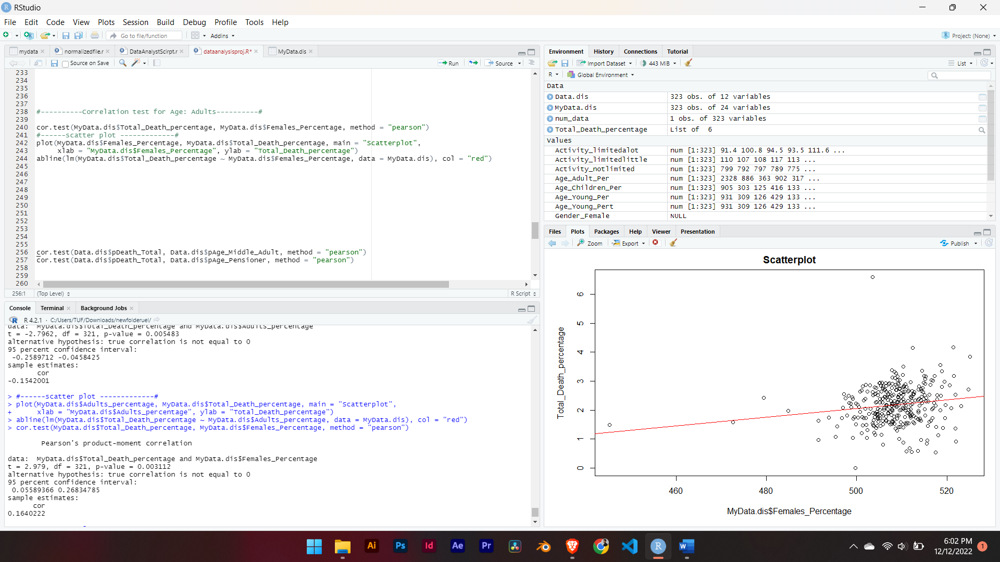 RStudio
File Edit Code View Plots Session Build Debug Profile Tools Help
Go to file/function Addins Project: (None)
mydata normalizedfile.r DataAnalystScirpt.r dataanalysisproj.R* MyData.dis
Source on Save Run Source
233
234
235
236
237
238 #----------Correlation test for Age: Adults----------#
239
240 cor.test(MyData.dis$Total_Death_percentage, MyData.dis$Females_Percentage, method = "pearson")
241 #------scatter plot -------------#
242 plot(MyData.dis$Females_Percentage, MyData.dis$Total_Death_percentage, main = "Scatterplot",
243 xlab = "MyData.dis$Females_Percentage", ylab = "Total_Death_percentage")
244 abline(lm(MyData.dis$Total_Death_percentage ~ MyData.dis$Females_Percentage, data = MyData.dis), col = "red")
245
246
247
248
249
250
251
252
253
254
255
256 cor.test(Data.dis$pDeath_Total, Data.dis$pAge_Middle_Adult, method = "pearson")
257 cor.test(Data.dis$pDeath_Total, Data.dis$pAge_Pensioner, method = "pearson")
258
259
260
256:1 (Top Level) R Script
Console Terminal Background Jobs
R 4.2.1 · C:/Users/TUF/Downloads/newfolderuel/
data: MyData.dis$Total_Death_percentage and MyData.dis$Adults_percentage
t = -2.7962, df = 321, p-value = 0.005483
alternative hypothesis: true correlation is not equal to 0
95 percent confidence interval:
-0.2589712 -0.0458425
sample estimates:
cor
-0.1542001
> #------scatter plot -------------#
> plot(MyData.dis$Adults_percentage, MyData.dis$Total_Death_percentage, main = "Scatterplot",
+ xlab = "MyData.dis$Adults_percentage", ylab = "Total_Death_percentage")
> abline(lm(MyData.dis$Total_Death_percentage ~ MyData.dis$Adults_percentage, data = MyData.dis), col = "red")
> cor.test(MyData.dis$Total_Death_percentage, MyData.dis$Females_Percentage, method = "pearson")
Pearson's product-moment correlation
data: MyData.dis$Total_Death_percentage and MyData.dis$Females_Percentage
t = 2.979, df = 321, p-value = 0.003112
alternative hypothesis: true correlation is not equal to 0
95 percent confidence interval:
0.05589366 0.26834785
sample estimates:
cor
0.1640222
Environment History Connections Tutorial
Import Dataset 443 MiB List
R Global Environment
Data
Data.dis 323 obs. of 12 variables
MyData.dis 323 obs. of 24 variables
num_data 1 obs. of 323 variables
Total_Death_percentage List of 6
Values
Activity_limitedalot num [1:323] 91.4 100.8 94.5 93.5 111.6 ...
Activity_limitedlittle num [1:323] 110 107 108 117 113 ...
Activity_notlimited num [1:323] 799 792 797 789 775 ...
Age_Adult_Per num [1:323] 2328 886 363 902 317 ...
Age_Children_Per num [1:323] 905 303 125 416 133 ...
Age_Young_Per num [1:323] 931 309 126 429 133 ...
Age_Young_Pert num [1:323] 931 309 126 429 133 ...
Gender_Female NULL
Files Plots Packages Help Viewer Presentation
Zoom Export Publish
Scatterplot
Total_Death_percentage
6
5
4
3
2
1
0
460 480 500 520
MyData.dis$Females_Percentage
Ai Ps Id Ae Pr R W
6:02 PM
12/12/2022 1